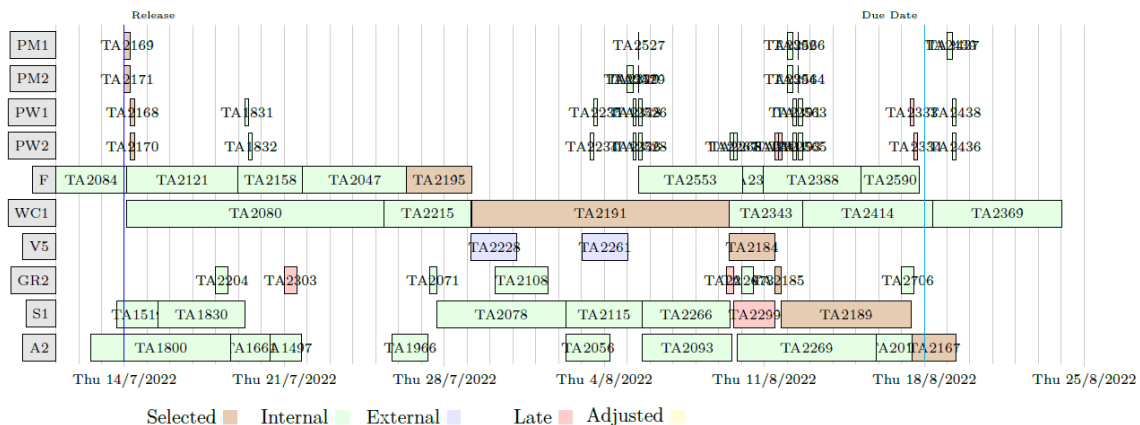 Release Due Date
PM1 TA2169 TA2527
PM2 TA2171
PW1 TA2168 TA1831 TA2438
PW2 TA2170 TA1832 TA2436
F TA2084 TA2121 TA2158 TA2047 TA2195 TA2553 TA2388 TA2590
WC1 TA2080 TA2215 TA2191 TA2343 TA2414 TA2369
V5 TA2228 TA2261 TA2184
GR2 TA2204 TA2303 TA2071 TA2108 TA2185 TA2706
S1 TA1830 TA2078 TA2115 TA2266 TA2299 TA2189
A2 TA1800 TA1497 TA1966 TA2056 TA2093 TA2269 TA2167
Thu 14/7/2022 Thu 21/7/2022 Thu 28/7/2022 Thu 4/8/2022 Thu 11/8/2022 Thu 18/8/2022 Thu 25/8/2022
Selected Internal External Late Adjusted